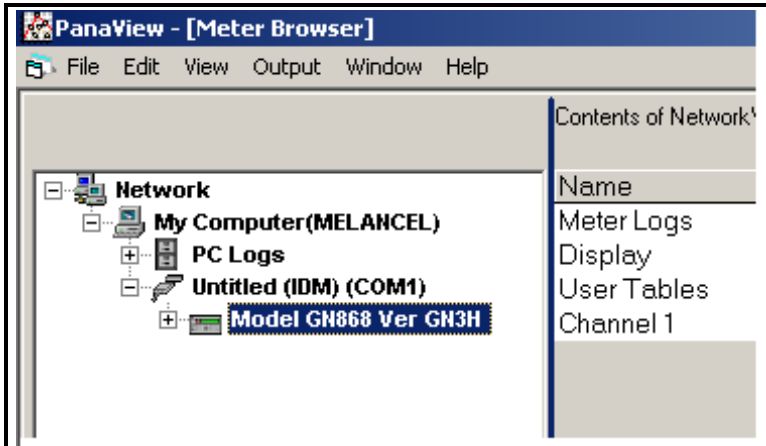 PanaView - [Meter Browser]
File Edit View Output Window Help
Contents of Network
Network
My Computer(MELANCEL)
PC Logs
Untitled (IDM) (COM1)
Model GN868 Ver GN3H
Name
Meter Logs
Display
User Tables
Channel 1